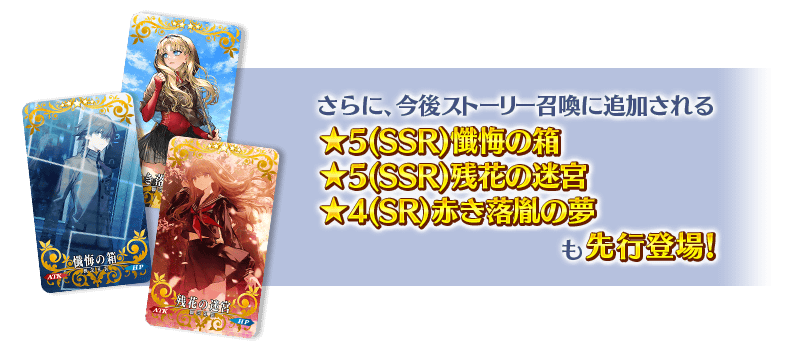 さらに、今後ストーリー召喚に追加される
★5(SSR)懺悔の箱
★5(SSR)残花の迷宮
★4(SR)赤き落胤の夢
も先行登場!
懺悔の箱
ATK
HP
残花の迷宮
ATK
HP